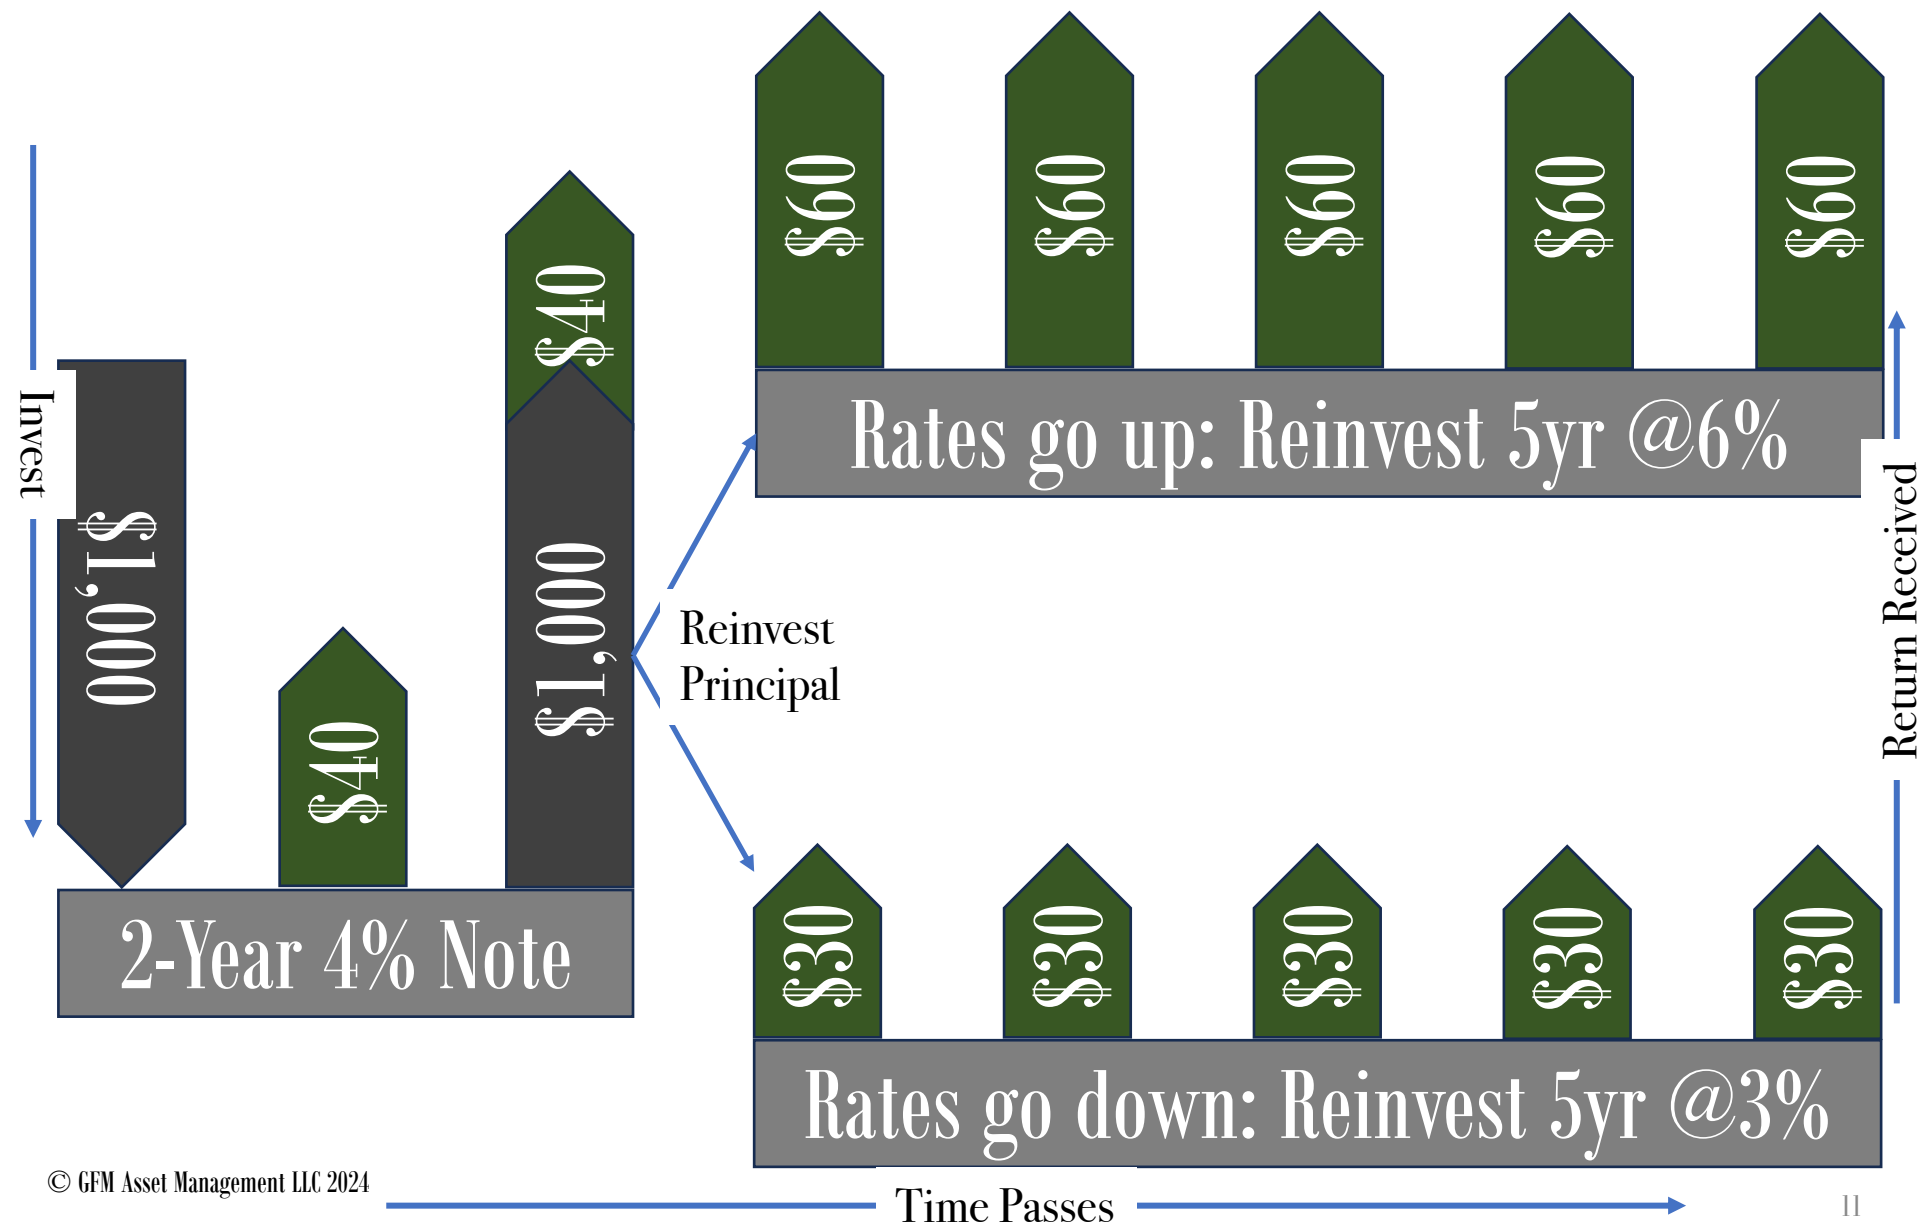 Invest
$1,000
$40
$40
$1,000
2-Year 4% Note
Reinvest
Principal
$60
$60
$60
$60
$60
Rates go up: Reinvest 5yr @6%
$30
$30
$30
$30
$30
Rates go down: Reinvest 5yr @3%
Return Received
© GFM Asset Management LLC 2024
Time Passes
11